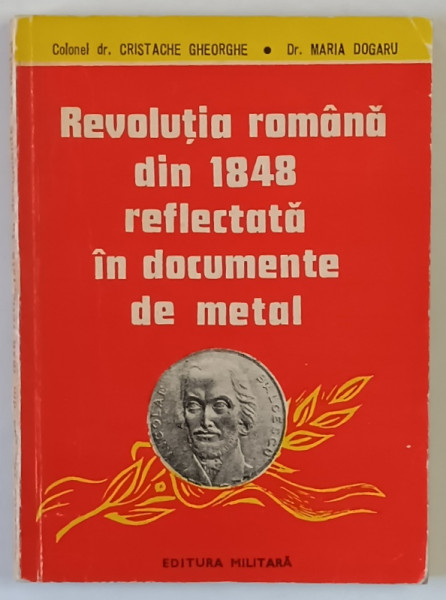 Colonel dr. CRISTACHE GHEORGHE • Dr. MARIA DOGARU
Revoluția română
din 1848
reflectată
în documente
de metal
NICOLAE BĂLCESCU
EDITURA MILITARĂ